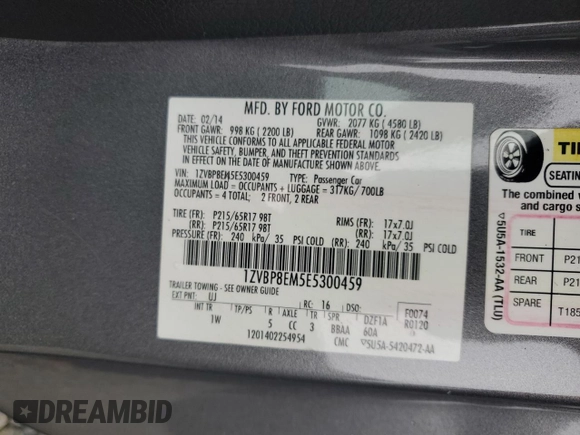 MFD. BY FORD MOTOR CO.
DATE: 02/14 GVWR: 2077 KG ( 4580 LB)
FRONT GAWR: 998 KG ( 2200 LB) REAR GAWR: 1098 KG ( 2420 LB)
THIS VEHICLE CONFORMS TO ALL APPLICABLE FEDERAL MOTOR
VEHICLE SAFETY, BUMPER, AND THEFT PREVENTION STANDARDS
IN EFFECT ON THE DATE OF MANUFACTURE SHOWN ABOVE.
VIN: 1ZVBP8EM5E5300459 TYPE: Passenger Car
MAXIMUM LOAD = OCCUPANTS + LUGGAGE = 317KG/ 700LB
OCCUPANTS = 4 TOTAL; 2 FRONT, 2 REAR
TIRE (F): P215/65R17 98T RIMS (FR): 17x7.0J
(R): P215/65R17 98T (RR): 17x7.0J
PRESSURE (F): 240 kPa/ 35 PSI COLD (R): 240 kPa/ 35 PSI COLD
1ZVBP8EM5E5300459
TRAILER TOWING - SEE OWNER GUIDE
EXT PNT: UJ RC: 16 DSO: F0074
INT TR TP/PS R AXLE TR SPR DZF1A R0120
1W 5 CC 3 BBAA 60A
1201402254954 CMC ▽5U5A-5420472-AA
TIR
SEATING
The combined w
and cargo s
TIRE
FRONT P21
REAR P21
SPARE T185
▽5U5A-1532-AA (TLU)
DREAMBID